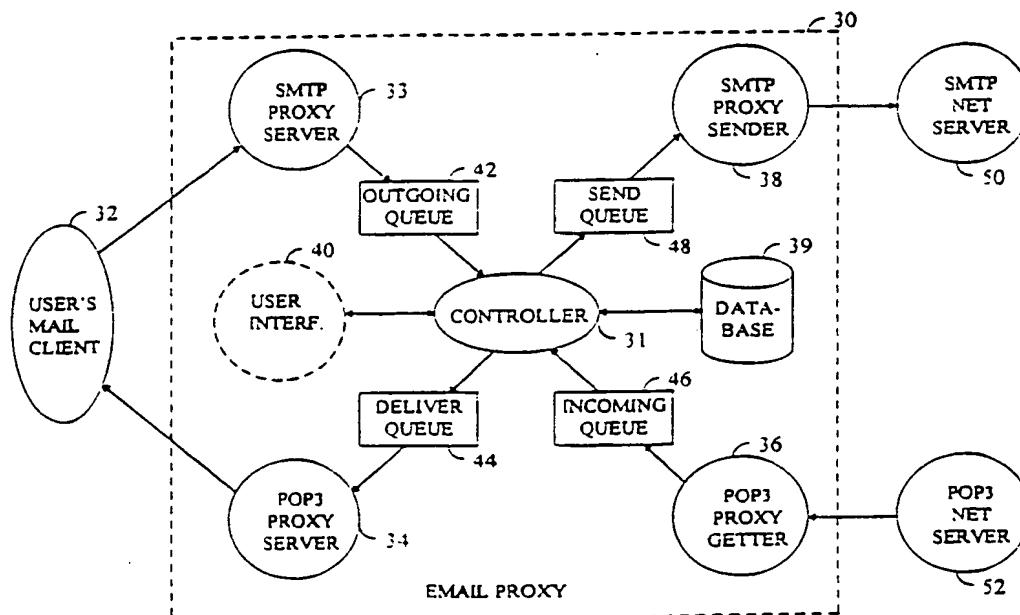 30
SMTP
PROXY
SERVER
33
SMTP
PROXY
SENDER
38
SMTP
NET
SERVER
50
42
OUTGOING
QUEUE
SEND
QUEUE
48
32
USER'S
MAIL
CLIENT
40
USER
INTERF.
CONTROLLER
31
39
DATA-
BASE
DELIVER
QUEUE
44
46
INCOMING
QUEUE
POP3
PROXY
SERVER
34
36
POP3
PROXY
GETTER
POP3
NET
SERVER
52
EMAIL PROXY